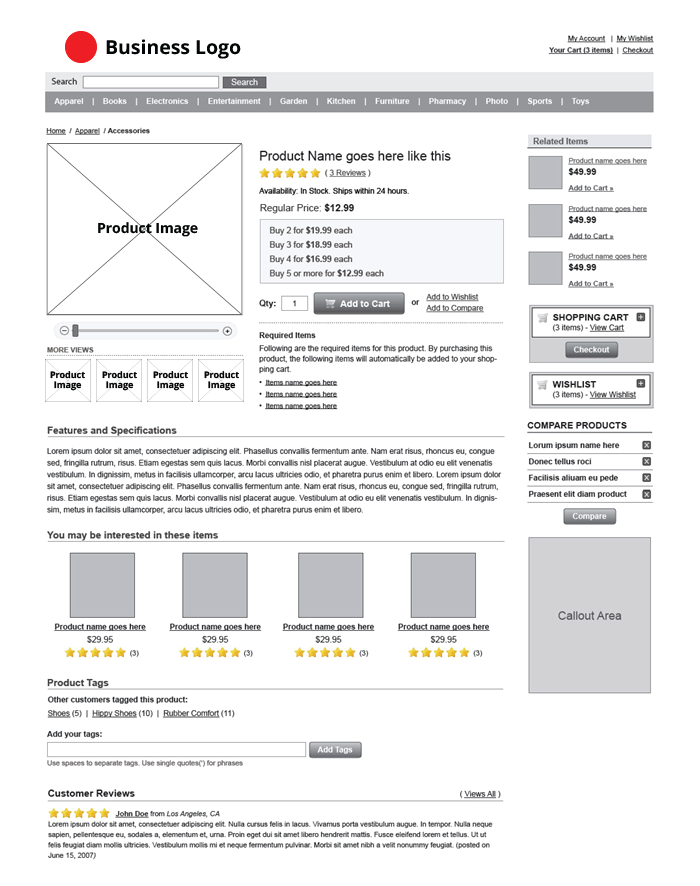 Business Logo
My Account | My Wishlist
Your Cart (3 items) | Checkout
Search Search
Apparel | Books | Electronics | Entertainment | Garden | Kitchen | Furniture | Pharmacy | Photo | Sports | Toys
Home / Apparel / Accessories
Product Image
MORE VIEWS
Product Image
Product Image
Product Image
Product Image
Product Name goes here like this
( 3 Reviews )
Availability: In Stock. Ships within 24 hours.
Regular Price: $12.99
Buy 2 for $19.99 each
Buy 3 for $18.99 each
Buy 4 for $16.99 each
Buy 5 or more for $12.99 each
Qty: 1 Add to Cart or
Add to Wishlist
Add to Compare
Required Items
Following are the required items for this product. By purchasing this
product, the following items will automatically be added to your shop-
ping cart.
• Items name goes here
• Items name goes here
• Items name goes here
Features and Specifications
Lorem ipsum dolor sit amet, consectetuer adipiscing elit. Phasellus convallis fermentum ante. Nam erat risus, rhoncus eu, congue
sed, fringilla rutrum, risus. Etiam egestas sem quis lacus. Morbi convallis nisl placerat augue. Vestibulum at odio eu elit venenatis
vestibulum. In dignissim, metus in facilisis ullamcorper, arcu lacus ultricies odio, et pharetra purus enim et libero. Lorem ipsum dolor
sit amet, consectetuer adipiscing elit. Phasellus convallis fermentum ante. Nam erat risus, rhoncus eu, congue sed, fringilla rutrum,
risus. Etiam egestas sem quis lacus. Morbi convallis nisl placerat augue. Vestibulum at odio eu elit venenatis vestibulum. In dignis-
sim, metus in facilisis ullamcorper, arcu lacus ultricies odio, et pharetra purus enim et libero.
You may be interested in these items
Product name goes here
$29.95
(3)
Product name goes here
$29.95
(3)
Product name goes here
$29.95
(3)
Product name goes here
$29.95
(3)
Product Tags
Other customers tagged this product:
Shoes (5) | Hippy Shoes (10) | Rubber Comfort (11)
Add your tags:
Add Tags
Use spaces to separate tags. Use single quotes(') for phrases
Customer Reviews ( Views All )
John Doe from Los Angeles, CA
Lorem ipsum dolor sit amet, consectetuer adipiscing elit. Nulla cursus felis in lacus. Vivamus porta vestibulum augue. In tempor. Nulla neque
sapien, pellentesque eu, sodales a, elementum et, urna. Proin eget dui sit amet libero hendrerit mattis. Fusce eleifend lorem et tellus. Ut ut
felis feugiat diam mollis ultricies. Vestibulum mollis mi et neque fermentum pulvinar. Morbi sit amet nibh a velit nonummy feugiat. (posted on
June 15, 2007)
Related Items
Product name goes here
$49.99
Add to Cart »
Product name goes here
$49.99
Add to Cart »
Product name goes here
$49.99
Add to Cart »
SHOPPING CART
(3 items) - View Cart
Checkout
WISHLIST
(3 items) - View Wishlist
COMPARE PRODUCTS
Lorum ipsum name here
Donec tellus roci
Facilisis aliuam eu pede
Praesent elit diam product
Compare
Callout Area